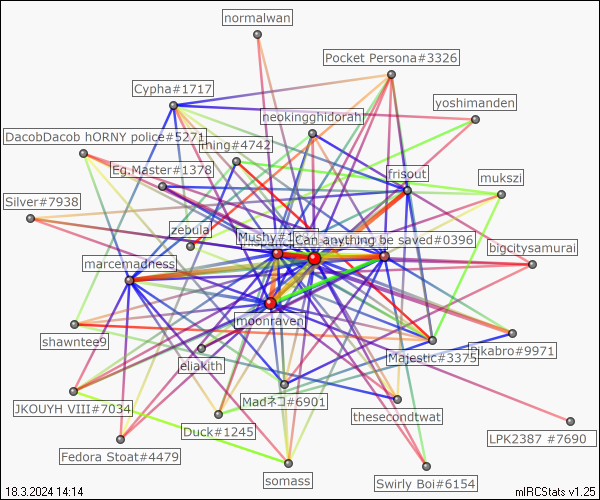 normalwan
Pocket Persona#3326
Cypha#1717
yoshimanden
neokingghidorah
DacobDacob hORNY police#5271
ming#4742
Eg.Master#1378
frisout
mukszi
Silver#7938
zebula
Mushy#1
Can anything be saved#0396
bigcitysamurai
marcemadness
moonraven
shawntee9
Majestic#3375
pikabro#9971
eliakith
JKOUYH VIII#7034
Madネコ#6901
thesecondtwat
Duck#1245
LPK2387 #7690
Fedora Stoat#4479
somass
Swirly Boi#6154
18.3.2024 14:14
mIRCStats v1.25